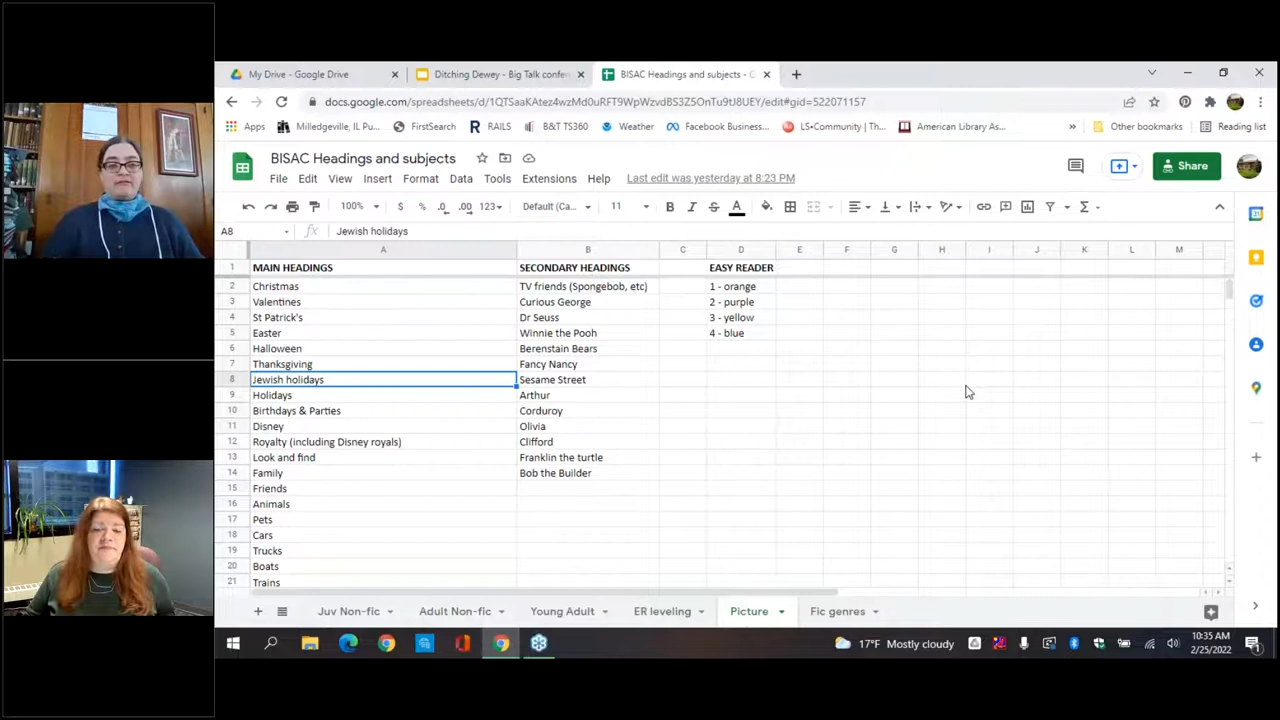 My Drive - Google Drive
Ditching Dewey - Big Talk confer
BISAC Headings and subjects - G
docs.google.com/spreadsheets/d/1QTSaaKAtez4wzMd0uRFT9WpWzvdBS3Z5OnTu9tJ8UEY/edit#gid=522071157
Apps Milledgeville, IL Pu... FirstSearch RAILS B&T TS360 Weather Facebook Business... LS•Community | Th... American Library As... » Other bookmarks Reading list
BISAC Headings and subjects
Share
File Edit View Insert Format Data Tools Extensions Help Last edit was yesterday at 8:23 PM
100% $ % .0 .00 123 Default (Ca... 11 B I S A
A8 fx Jewish holidays
A B C D E F G H I J K L M
1 MAIN HEADINGS SECONDARY HEADINGS EASY READER
2 Christmas TV friends (Spongebob, etc) 1 - orange
3 Valentines Curious George 2 - purple
4 St Patrick's Dr Seuss 3 - yellow
5 Easter Winnie the Pooh 4 - blue
6 Halloween Berenstain Bears
7 Thanksgiving Fancy Nancy
8 Jewish holidays Sesame Street
9 Holidays Arthur
10 Birthdays & Parties Corduroy
11 Disney Olivia
12 Royalty (including Disney royals) Clifford
13 Look and find Franklin the turtle
14 Family Bob the Builder
15 Friends
16 Animals
17 Pets
18 Cars
19 Trucks
20 Boats
21 Trains
Juv Non-fic Adult Non-fic Young Adult ER leveling Picture Fic genres
17°F Mostly cloudy
10:35 AM
2/25/2022